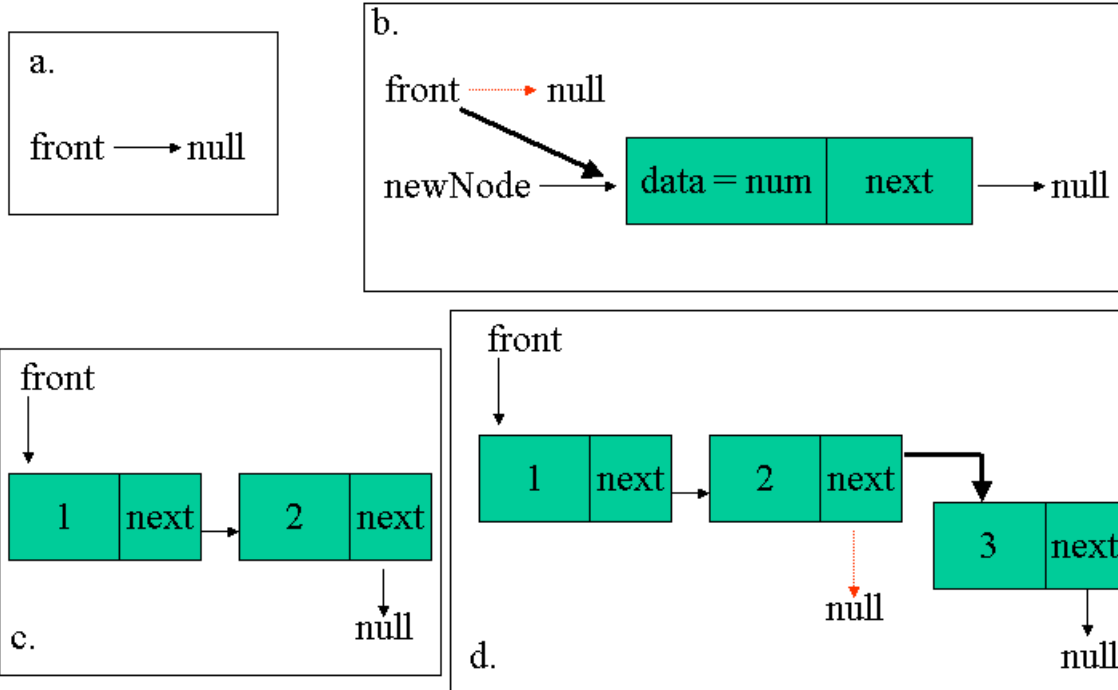 a.
front null
b.
front null
newNode data = num next null
front
1 next 2 next
null
c.
front
1 next 2 next
3 next
null
null
d.